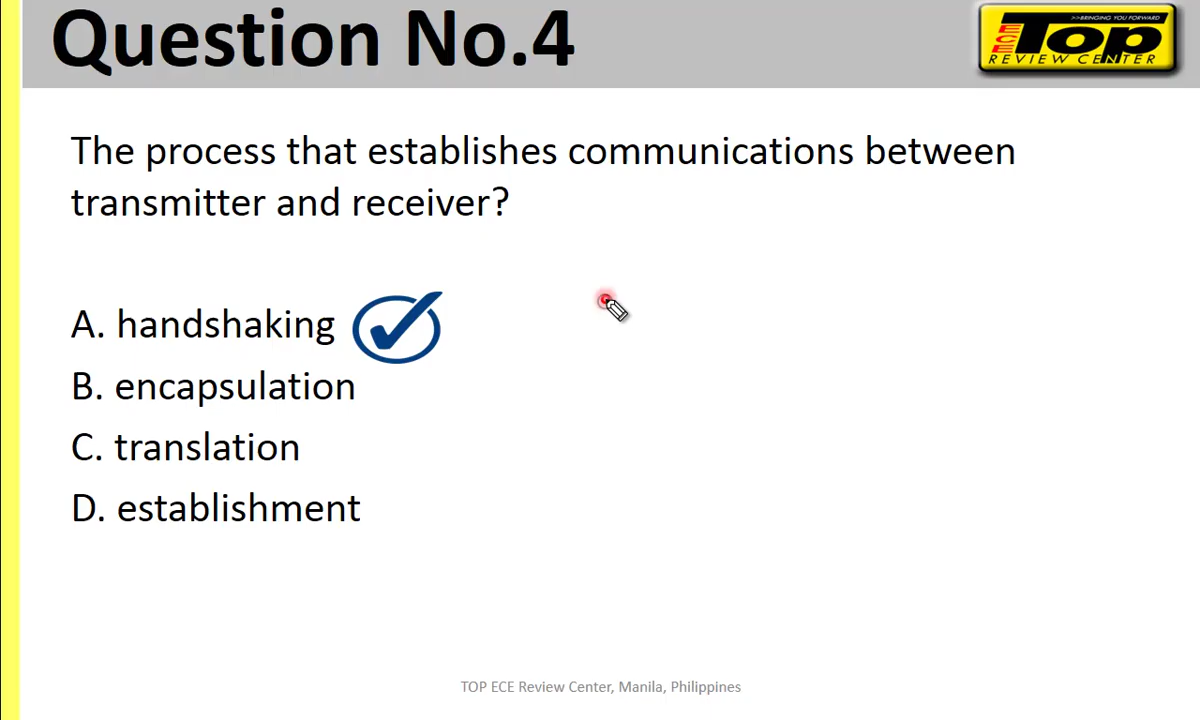 Question No.4
>>BRINGING YOU FORWARD
ECE Top
REVIEW CENTER
The process that establishes communications between
transmitter and receiver?
A. handshaking
B. encapsulation
C. translation
D. establishment
TOP ECE Review Center, Manila, Philippines